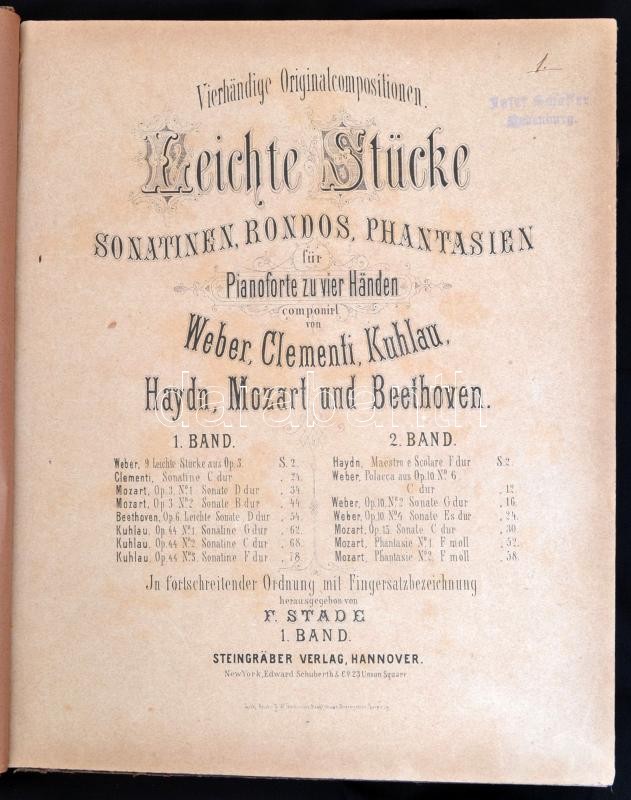 1.
Vierhändige Originalcompositionen.
Leichte Stücke
SONATINEN, RONDOS, PHANTASIEN
für
Pianoforte zu vier Händen
componirt
von
Weber, Clementi, Kuhlau,
Haydn, Mozart und Beethoven.
1. BAND.
Weber, 9 Leichte Stücke aus Op. 3. S. 2.
Clementi, Sonatine C dur „ 24.
Mozart, Op. 3. Nº 1 Sonate D dur „ 34.
Mozart, Op. 3 Nº 2 Sonate B dur „ 44.
Beethoven, Op. 6. Leichte Sonate D dur „ 54.
Kuhlau, Op. 44 Nº 1. Sonatine G dur „ 62.
Kuhlau, Op. 44 Nº 2. Sonatine C dur „ 68.
Kuhlau, Op. 44 Nº 3. Sonatine F dur „ 78.
2. BAND.
Haydn, Maestro e Scolare F dur S. 2.
Weber, Polacca aus Op. 10 Nº 6
C dur „ 12.
Weber, Op. 10. Nº 2 Sonate G dur „ 16.
Weber, Op. 10. Nº 4 Sonate Es dur „ 24.
Mozart, Op. 15. Sonate C dur „ 30.
Mozart, Phantasie Nº 1 F moll „ 52.
Mozart, Phantasie Nº 2. F moll „ 58.
In fortschreitender Ordnung mit Fingersatzbezeichnung
herausgegeben von
F. STADE
1. BAND.
STEINGRÄBER VERLAG, HANNOVER.
New York, Edward Schuberth & Cº 23 Union Square.
darabanth